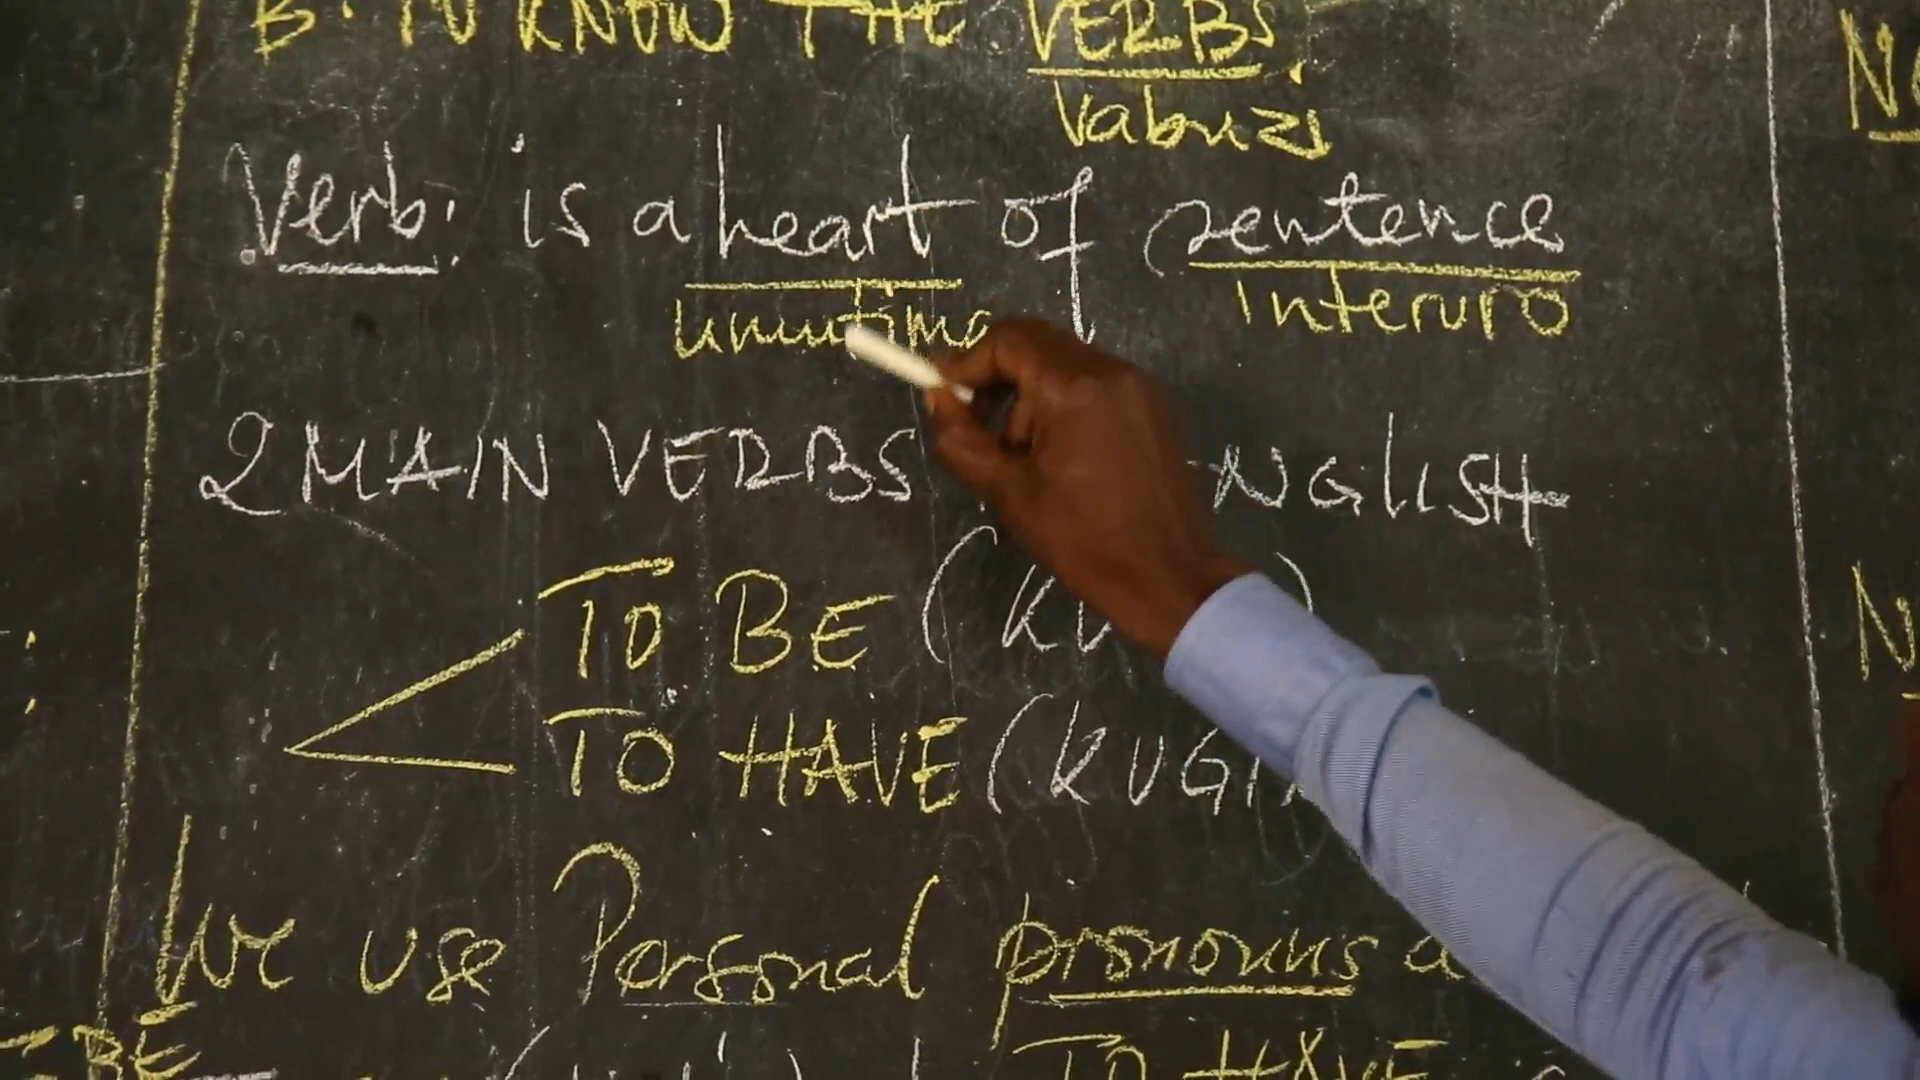 B. TO KNOW THE VERBS
Vabuzi
Verb: is a heart of sentence
umutima interuro
2 MAIN VERBS ENGLISH
TO BE (KU )
TO HAVE (KUGI
We use Personal pronouns a
BE TO HAVE